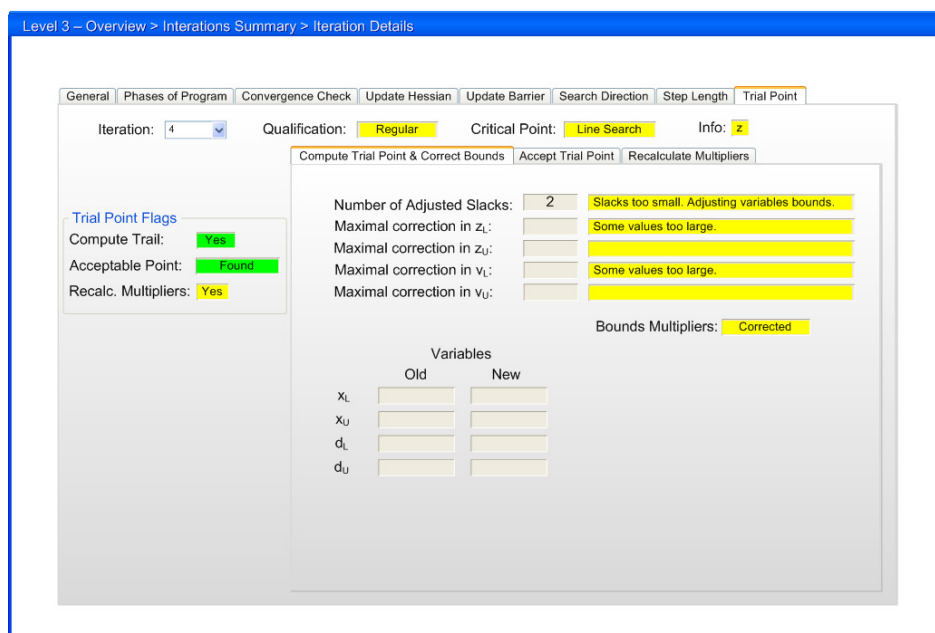 Level 3 – Overview > Interations Summary > Iteration Details
General Phases of Program Convergence Check Update Hessian Update Barrier Search Direction Step Length Trial Point
Iteration: 4 Qualification: Regular Critical Point: Line Search Info: z
Compute Trial Point & Correct Bounds Accept Trial Point Recalculate Multipliers
Trial Point Flags
Compute Trail: Yes
Acceptable Point: Found
Recalc. Multipliers: Yes
Number of Adjusted Slacks: 2 Slacks too small. Adjusting variables bounds.
Maximal correction in zL: Some values too large.
Maximal correction in zU:
Maximal correction in vL: Some values too large.
Maximal correction in vU:
Bounds Multipliers: Corrected
Variables
Old New
xL
xU
dL
dU